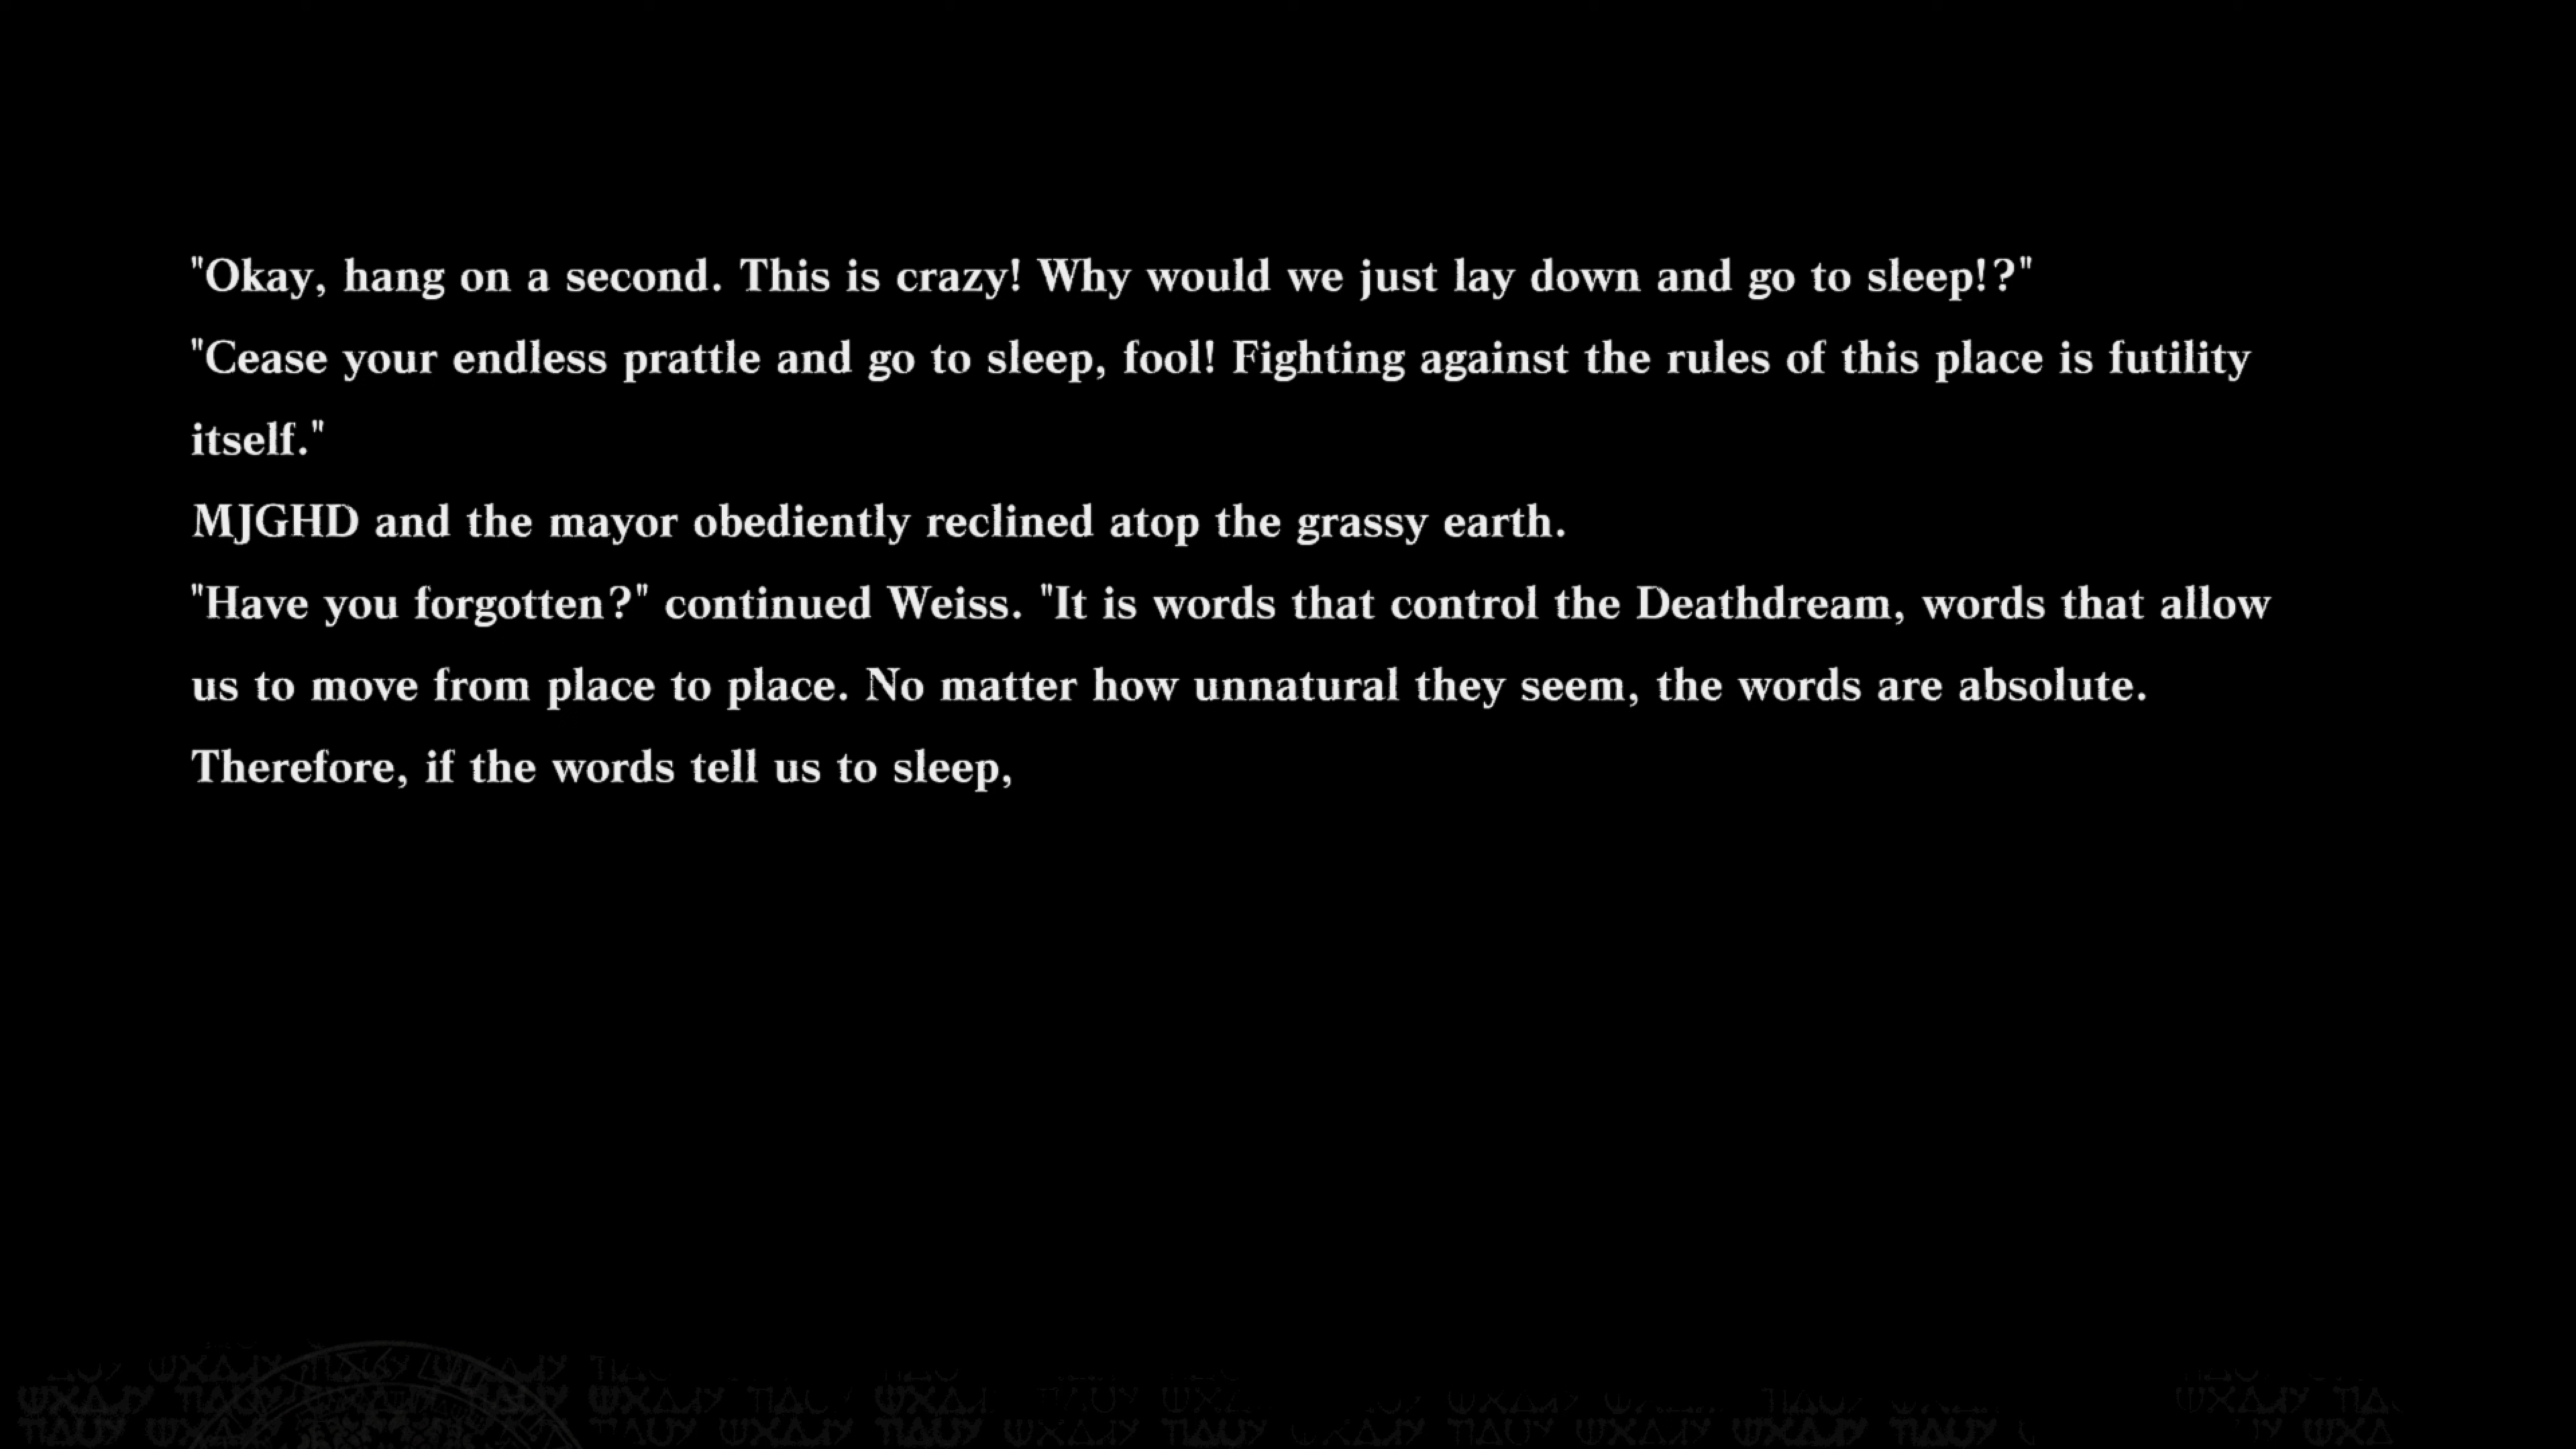 "Okay, hang on a second. This is crazy! Why would we just lay down and go to sleep!?"
"Cease your endless prattle and go to sleep, fool! Fighting against the rules of this place is futility
itself."
MJGHD and the mayor obediently reclined atop the grassy earth.
"Have you forgotten?" continued Weiss. "It is words that control the Deathdream, words that allow
us to move from place to place. No matter how unnatural they seem, the words are absolute.
Therefore, if the words tell us to sleep,